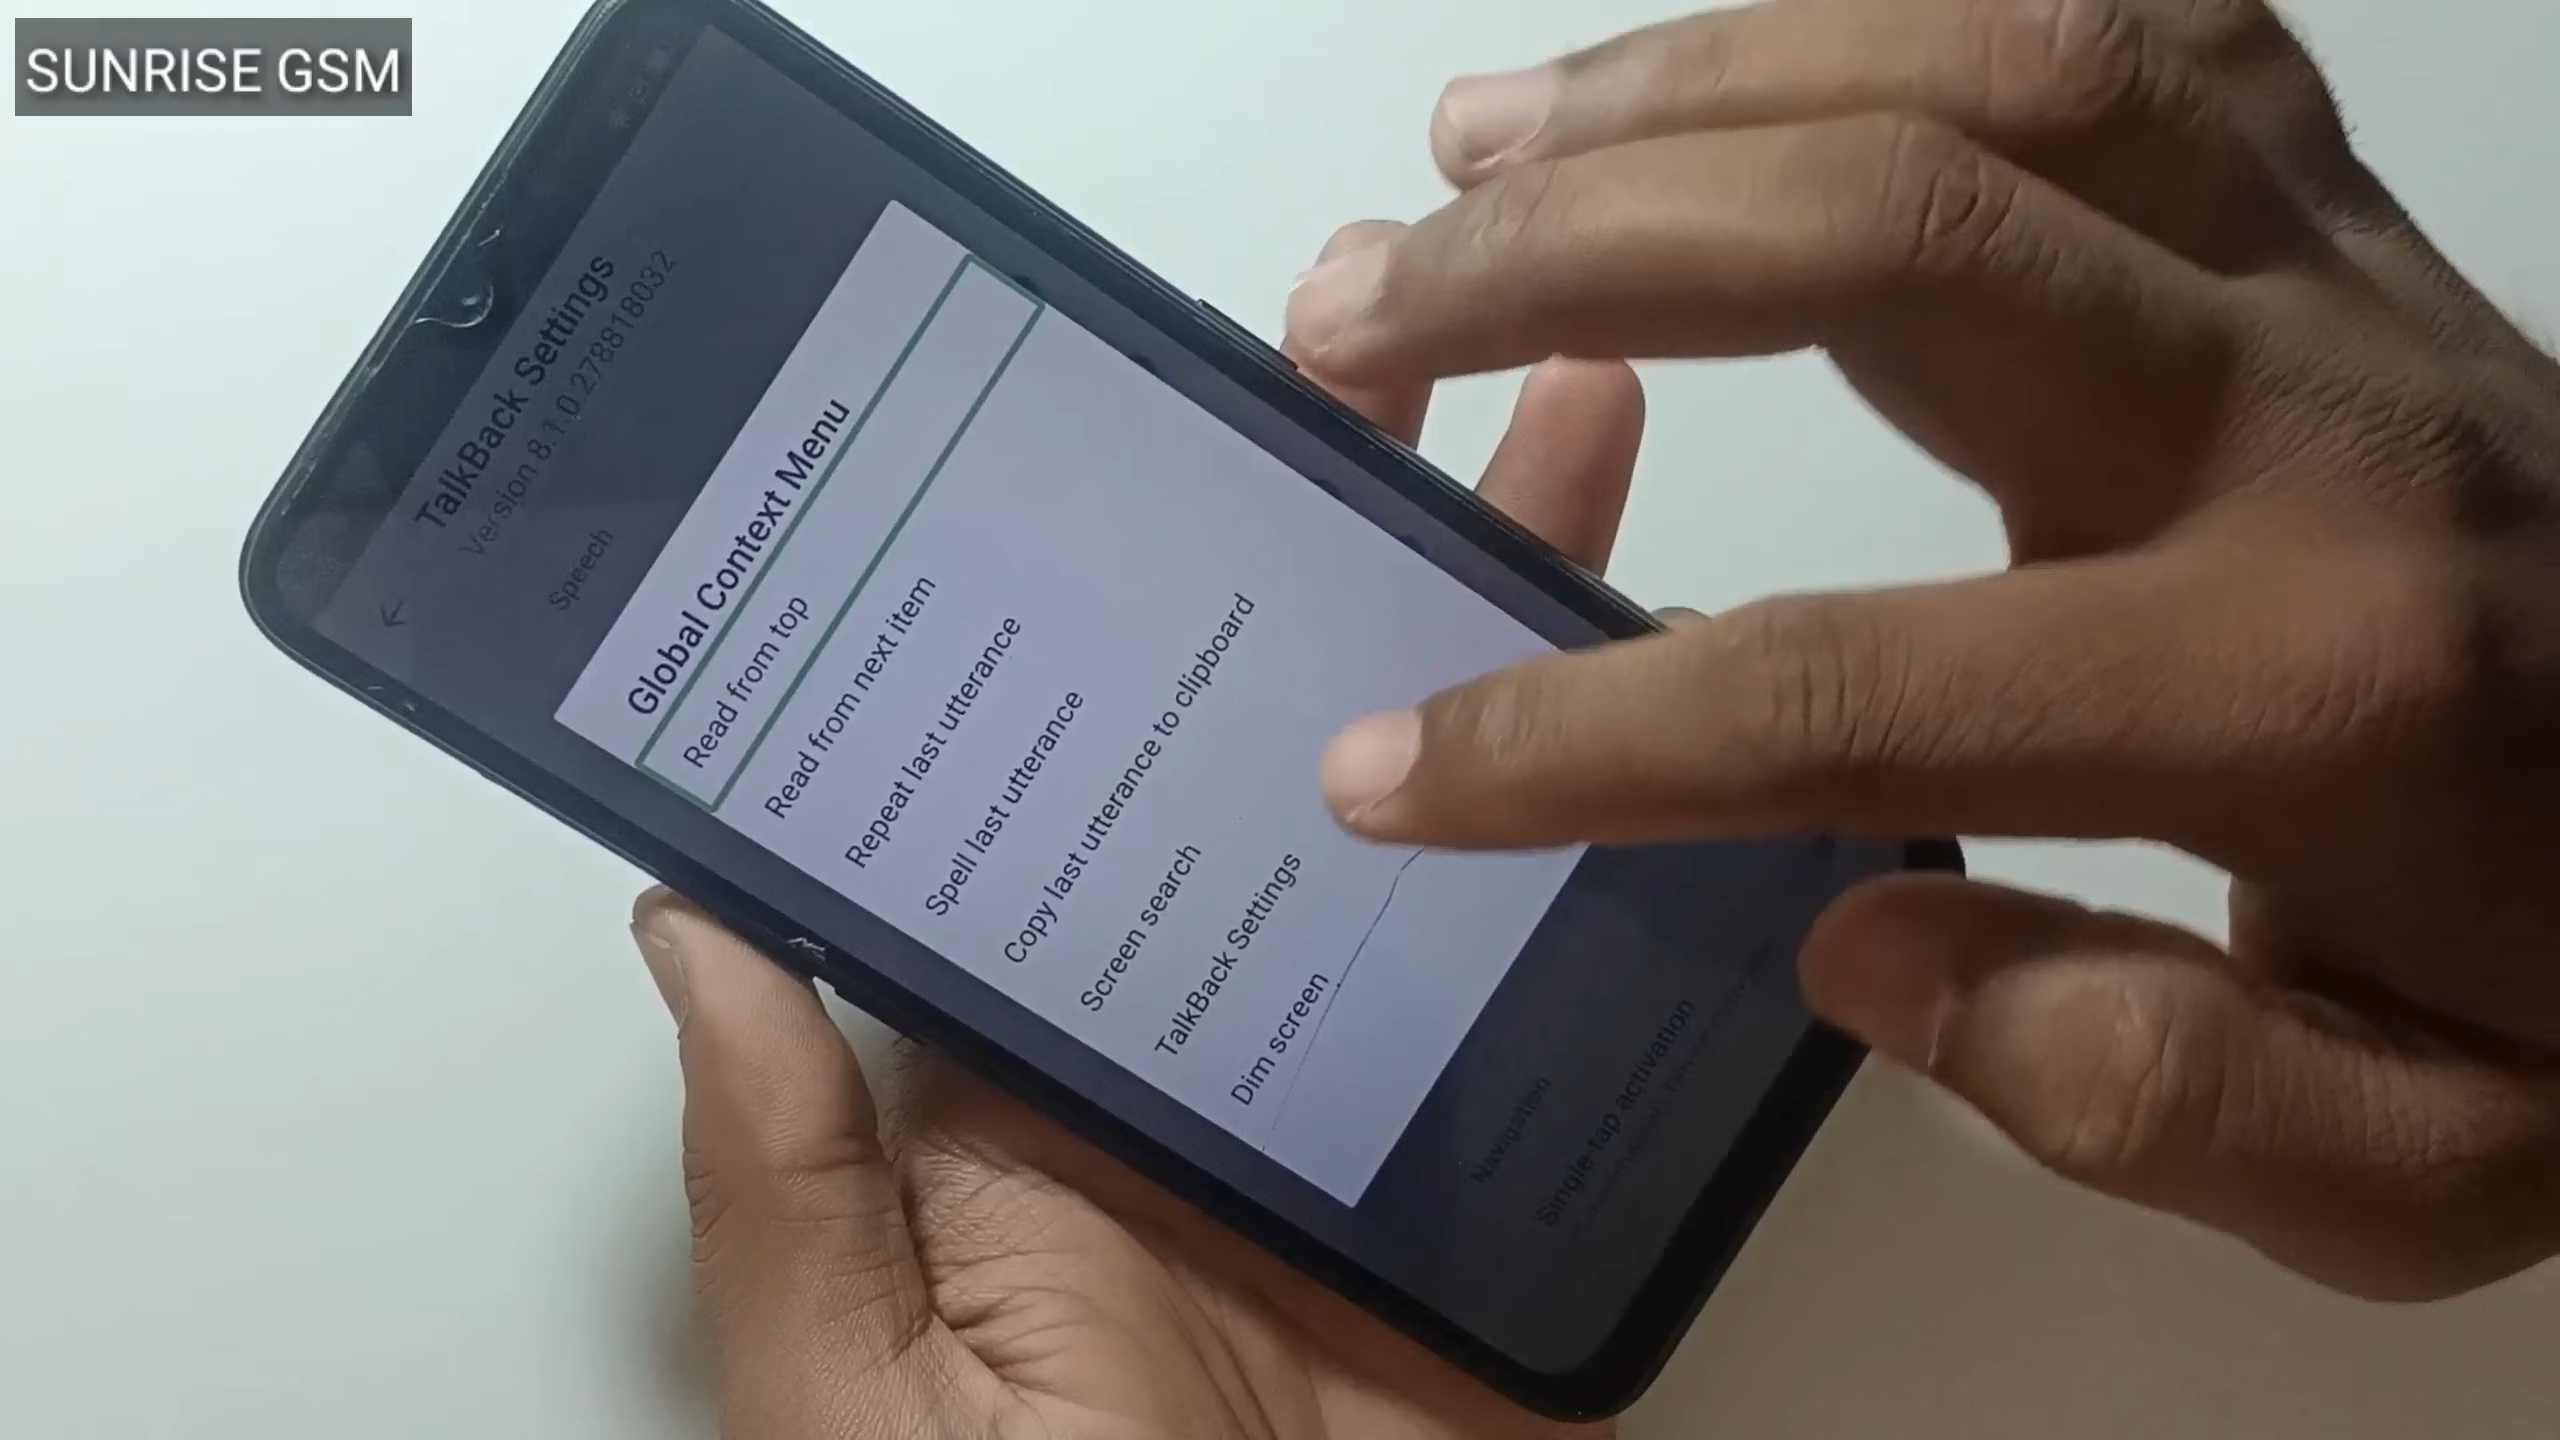 SUNRISE GSM
TalkBack Settings
Version 8.1.0.278818032
Speech
Global Context Menu
Read from top
Read from next item
Repeat last utterance
Spell last utterance
Copy last utterance to clipboard
Screen search
TalkBack Settings
Dim screen
Navigation
Single-tap activation